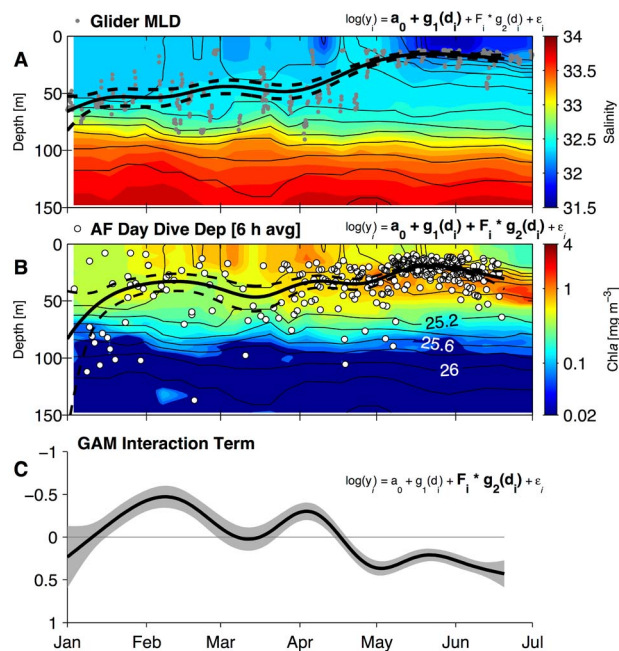 Glider MLD
log(y_i) = a_0 + g_1(d_i) + F_i * g_2(d_i) + ε_i
A
0
50
100
150
Depth [m]
34
33.5
33
32.5
32
31.5
Salinity
AF Day Dive Dep [6 h avg]
log(y_i) = a_0 + g_1(d_i) + F_i * g_2(d_i) + ε_i
B
0
50
100
150
Depth [m]
25.2
25.6
26
4
1
0.1
0.02
Chla [mg m⁻³]
GAM Interaction Term
C
log(y_i) = a_0 + g_1(d_i) + F_i * g_2(d_i) + ε_i
−1
−0.5
0
0.5
1
Jan Feb Mar Apr May Jun Jul